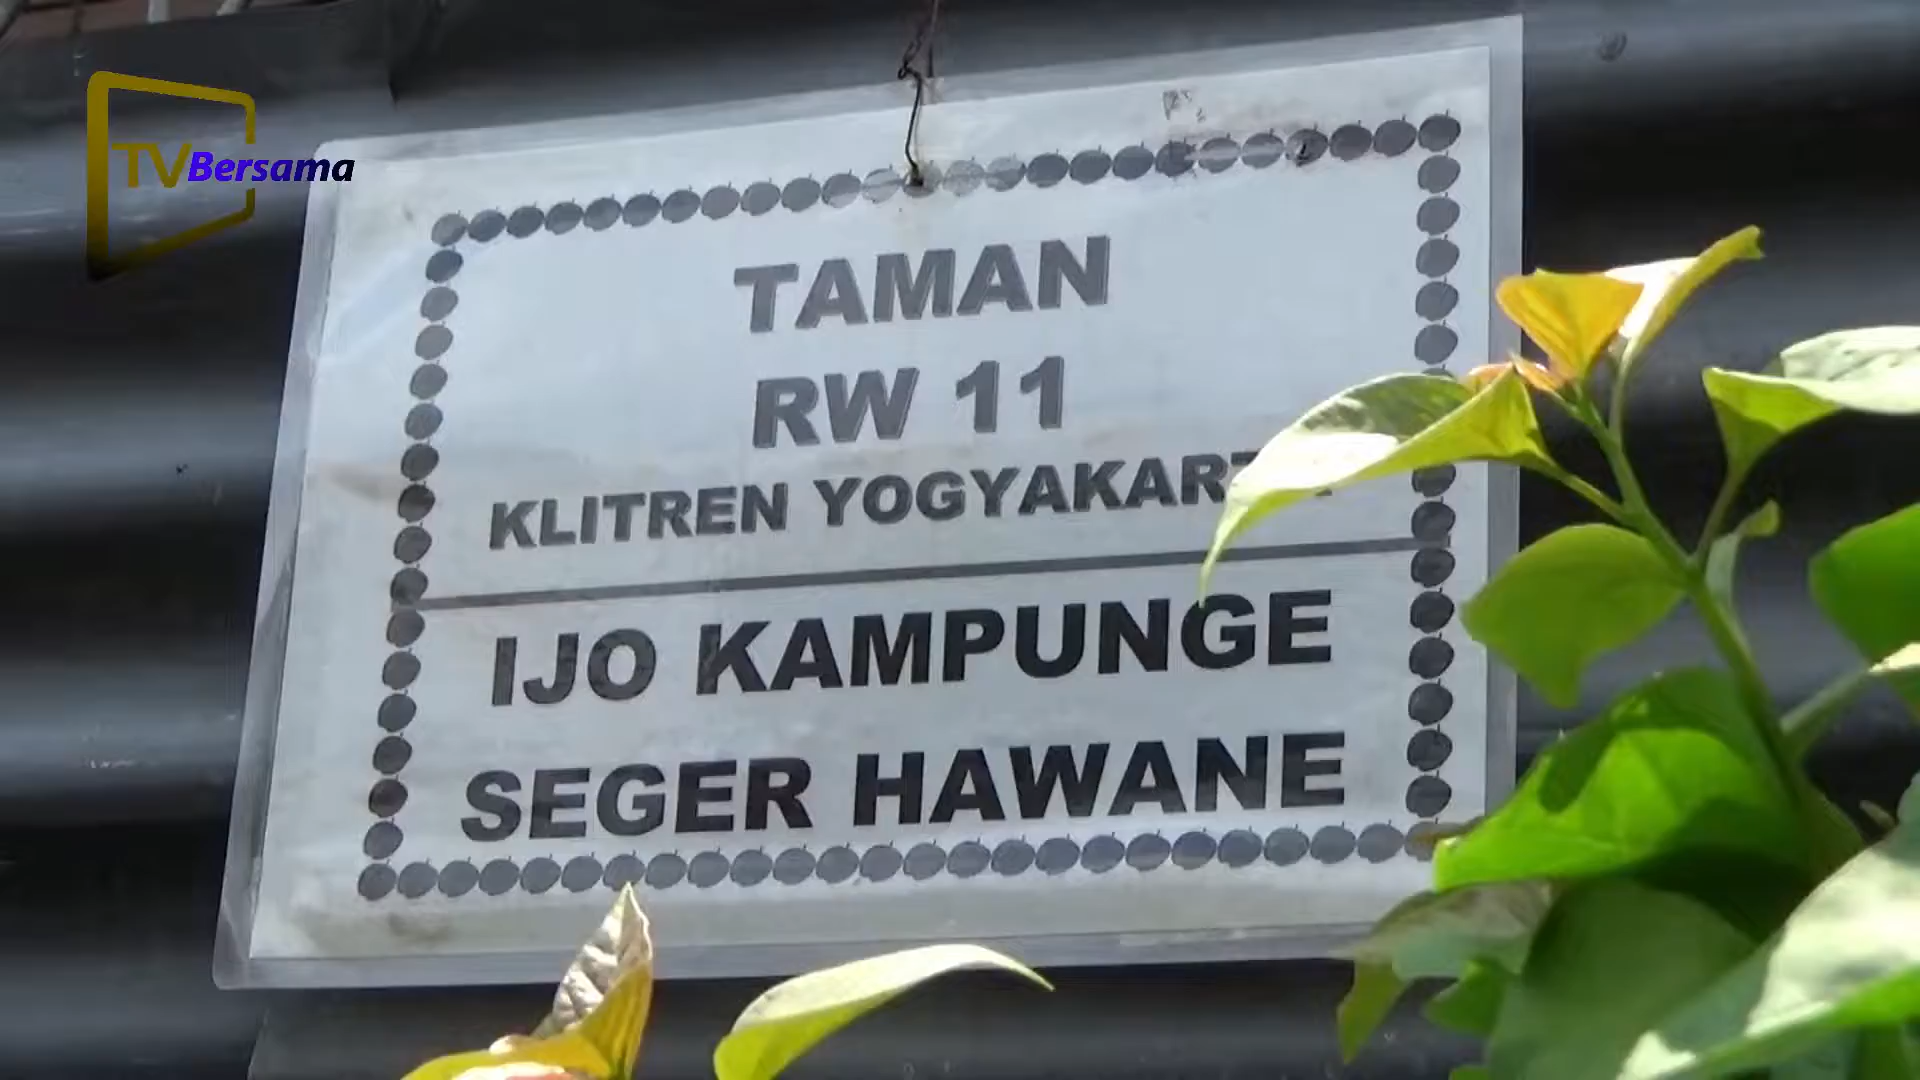 TVBersama
TAMAN
RW 11
KLITREN YOGYAKARTA
IJO KAMPUNGE
SEGER HAWANE